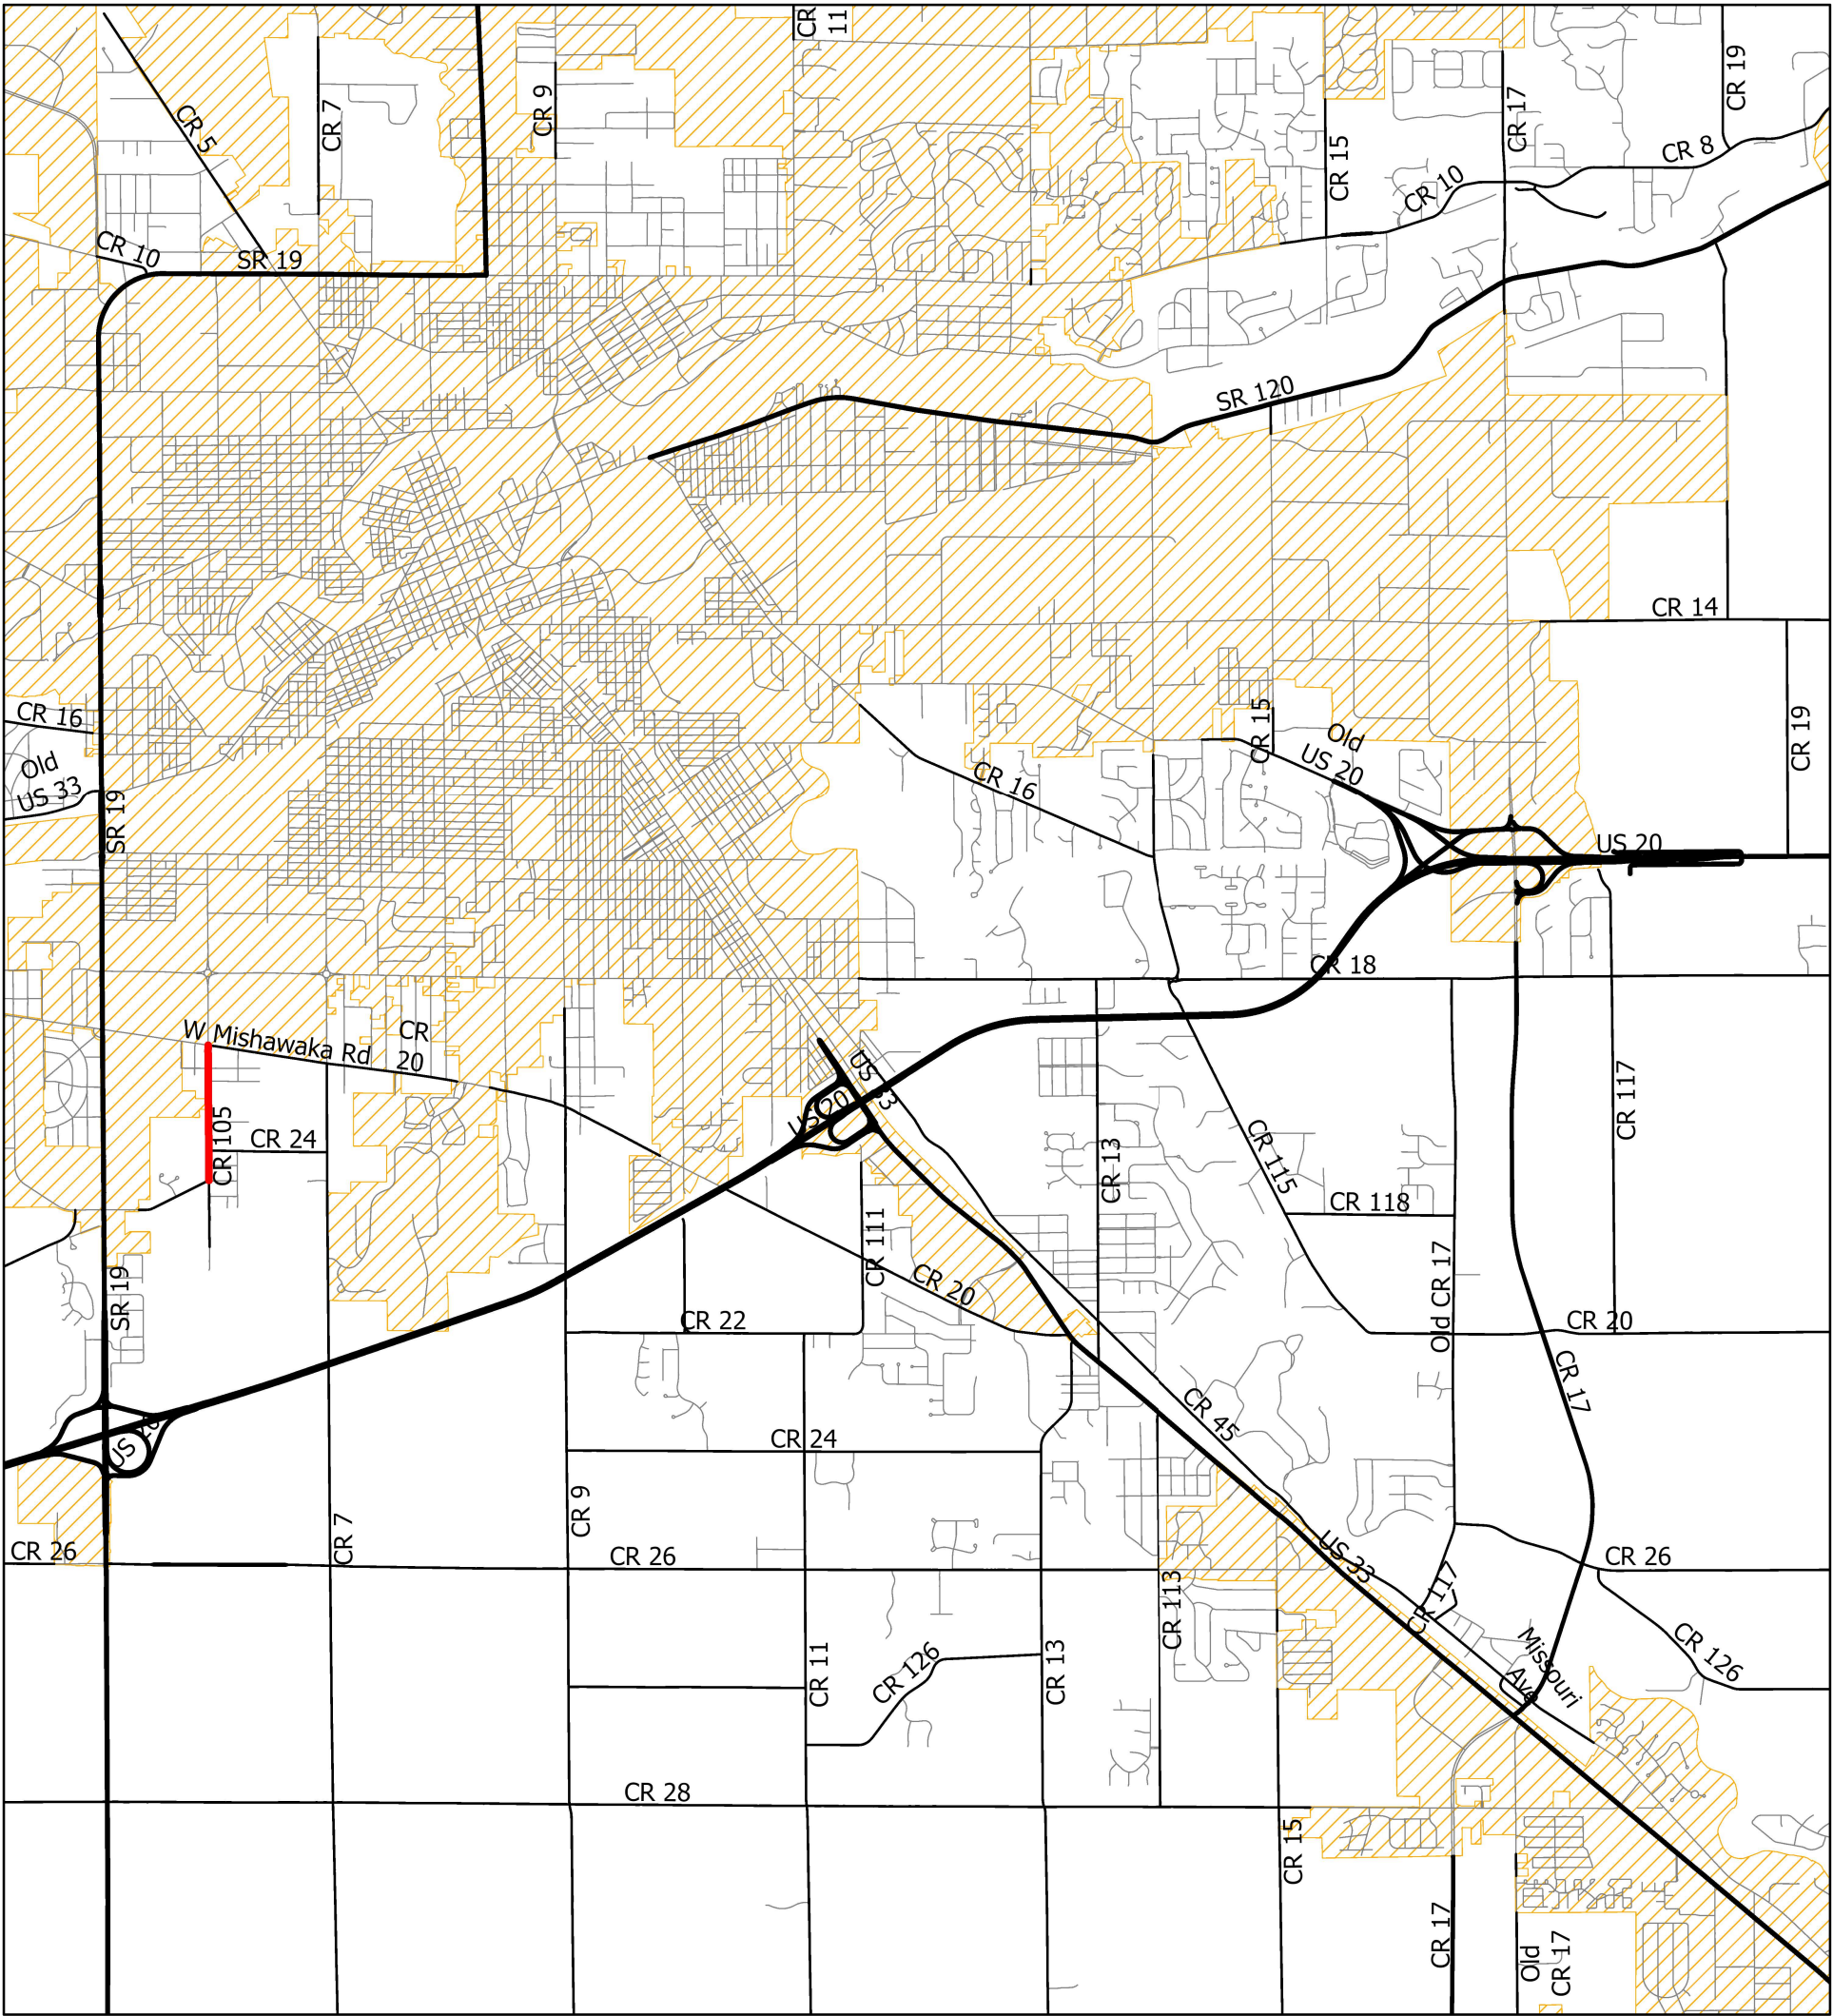 CR
11
CR 19
CR 7
CR 9
CR 5
CR 17
CR 15
CR 8
CR 10
CR 10
SR 19
SR 120
CR 14
CR 16
CR 15
Old
US 20
CR 19
Old
US 33
CR 16
SR 19
US 20
CR 18
W Mishawaka Rd
CR
20
US 33
US 20
CR 105
CR 24
CR 13
CR 115
CR 117
CR 118
CR 111
CR 20
SR 19
CR 22
Old CR 17
CR 20
CR 17
CR 45
US 20
CR 24
CR 9
CR 7
CR 26
CR 26
US 33
CR 26
CR 113
CR 117
CR 11
CR 126
CR 13
Missouri
Ave
CR 126
CR 28
CR 15
CR 17
Old
CR 17